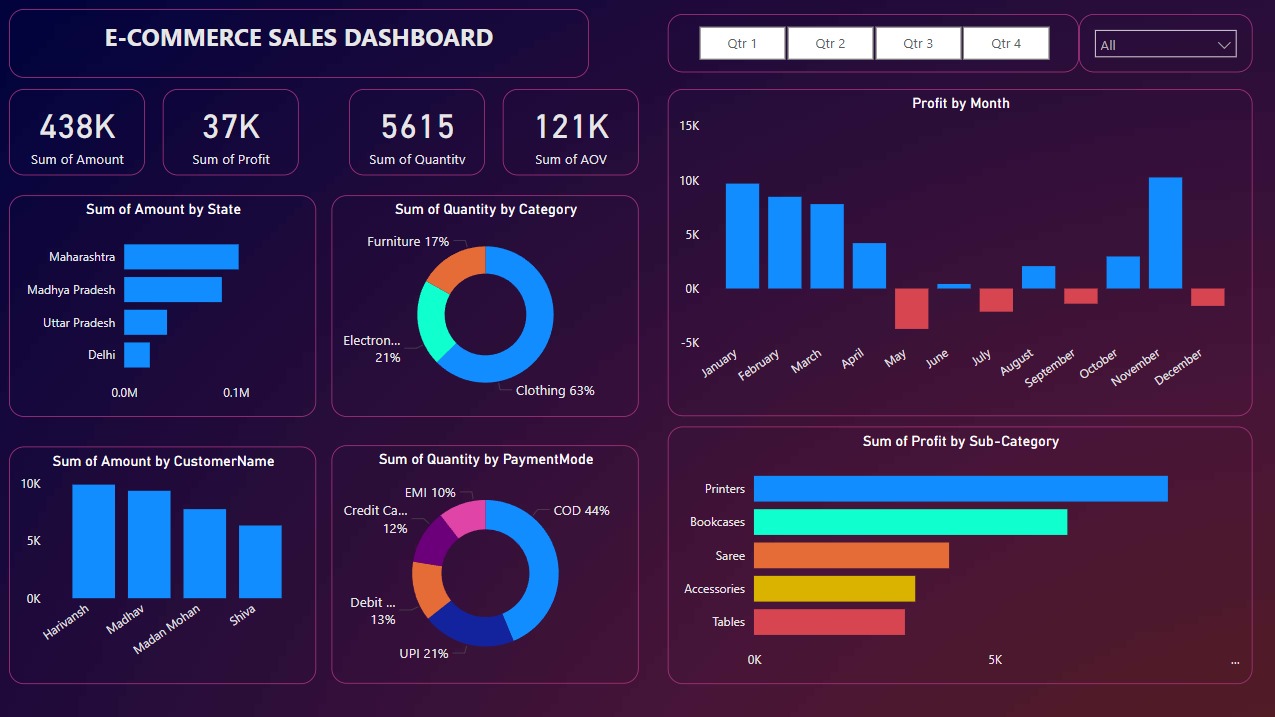 E-COMMERCE SALES DASHBOARD
Qtr 1 Qtr 2 Qtr 3 Qtr 4
All
438K
Sum of Amount
37K
Sum of Profit
5615
Sum of Quantity
121K
Sum of AOV
Profit by Month
15K
10K
5K
0K
-5K
January February March April May June July August September October November December
Sum of Amount by State
Maharashtra
Madhya Pradesh
Uttar Pradesh
Delhi
0.0M 0.1M
Sum of Quantity by Category
Furniture 17%
Electron...
21%
Clothing 63%
Sum of Amount by CustomerName
10K
5K
0K
Harivansh Madhav Madan Mohan Shiva
Sum of Quantity by PaymentMode
EMI 10%
COD 44%
Credit Ca...
12%
Debit ...
13%
UPI 21%
Sum of Profit by Sub-Category
Printers
Bookcases
Saree
Accessories
Tables
0K 5K ...